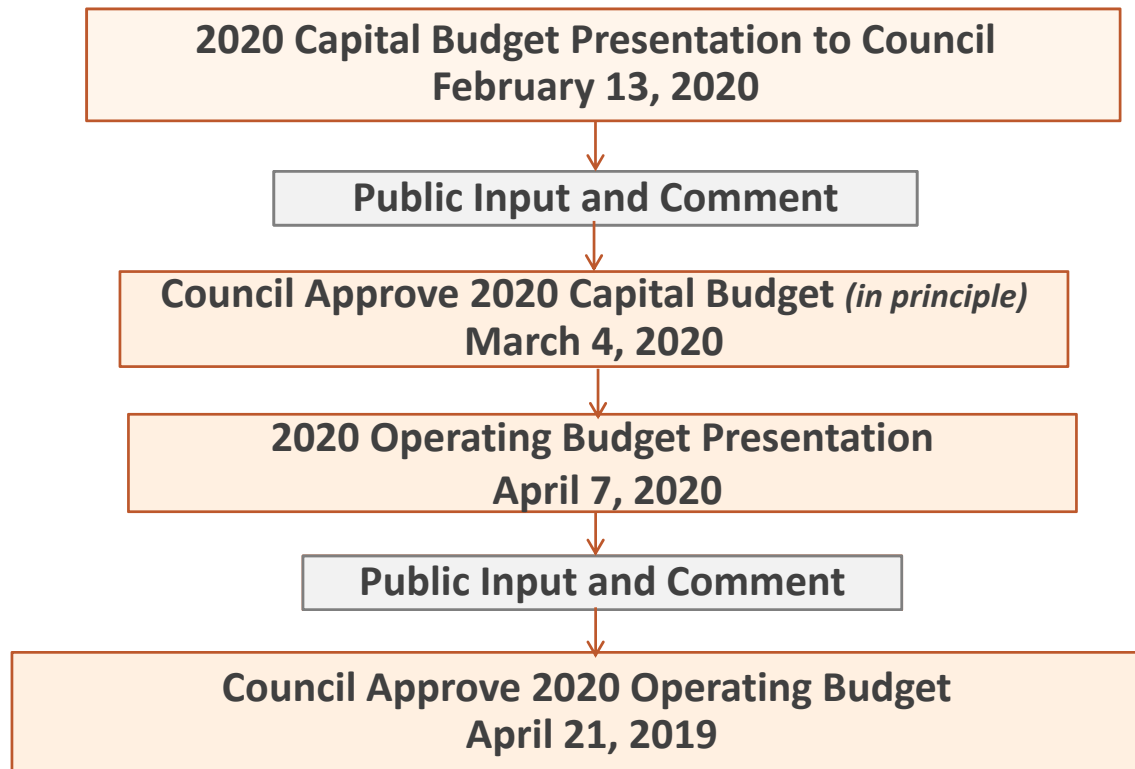 2020 Capital Budget Presentation to Council
February 13, 2020
Public Input and Comment
Council Approve 2020 Capital Budget (in principle)
March 4, 2020
2020 Operating Budget Presentation
April 7, 2020
Public Input and Comment
Council Approve 2020 Operating Budget
April 21, 2019